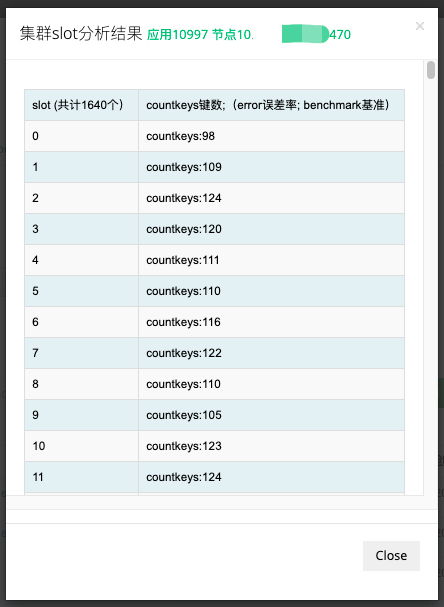 集群slot分析结果 应用10997 节点10. 470
slot (共计1640个) countkeys键数;（error误差率; benchmark基准）
0 countkeys:98
1 countkeys:109
2 countkeys:124
3 countkeys:120
4 countkeys:111
5 countkeys:110
6 countkeys:116
7 countkeys:122
8 countkeys:110
9 countkeys:105
10 countkeys:123
11 countkeys:124
Close